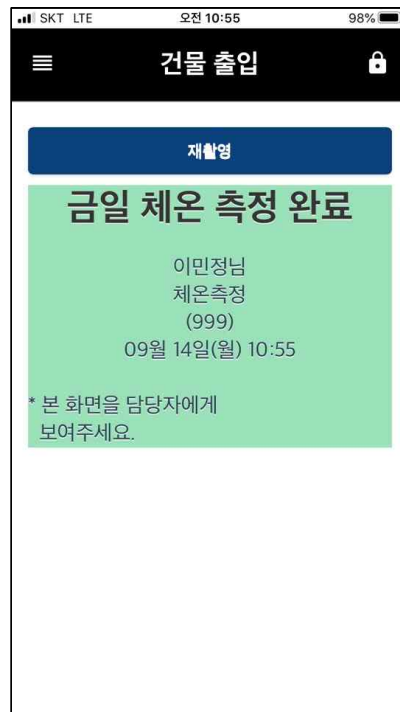 SKT LTE 오전 10:55 98%
건물 출입
재촬영
금일 체온 측정 완료
이민정님
체온측정
(999)
09월 14일(월) 10:55
* 본 화면을 담당자에게
보여주세요.